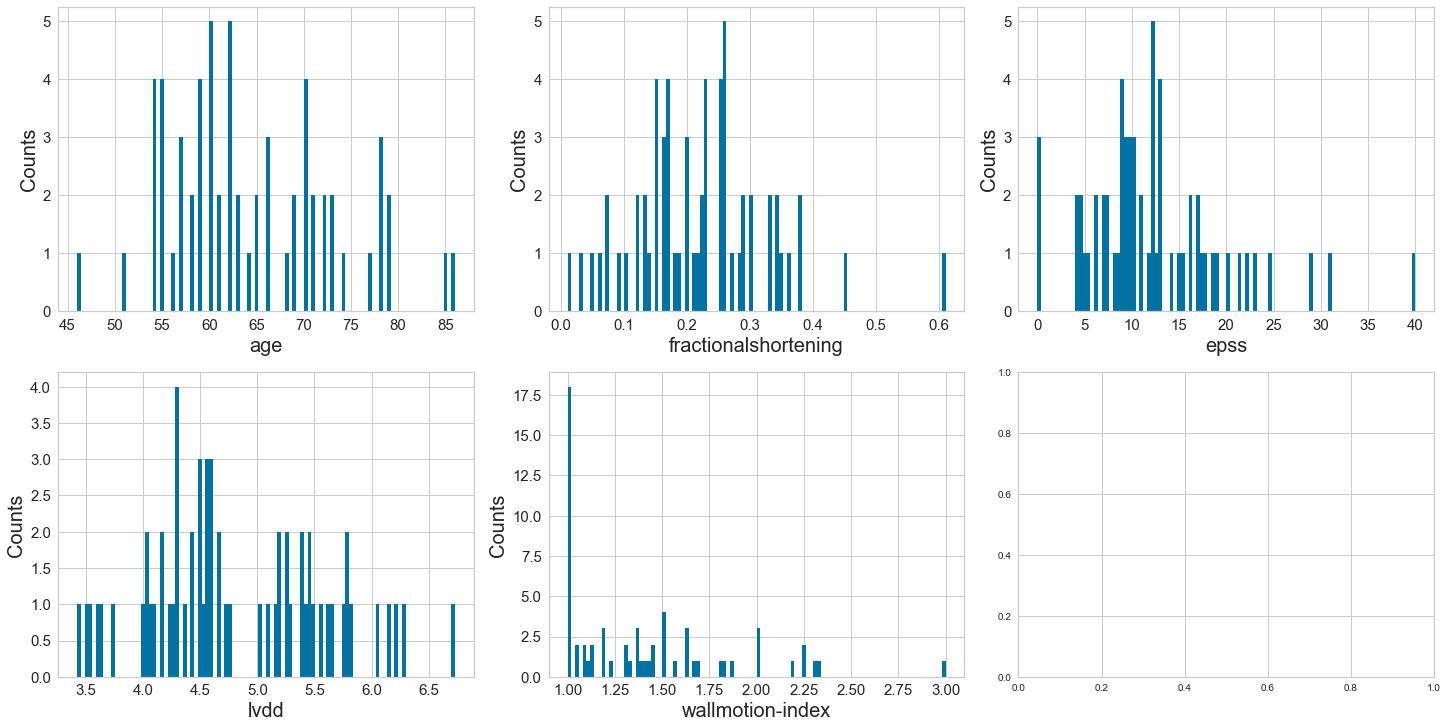 5
4
3
2
1
0
Counts
45 50 55 60 65 70 75 80 85
age
5
4
3
2
1
0
Counts
0.0 0.1 0.2 0.3 0.4 0.5 0.6
fractionalshortening
5
4
3
2
1
0
Counts
0 5 10 15 20 25 30 35 40
epss
4.0
3.5
3.0
2.5
2.0
1.5
1.0
0.5
0.0
Counts
3.5 4.0 4.5 5.0 5.5 6.0 6.5
lvdd
17.5
15.0
12.5
10.0
7.5
5.0
2.5
0.0
Counts
1.00 1.25 1.50 1.75 2.00 2.25 2.50 2.75 3.00
wallmotion-index
1.0
0.8
0.6
0.4
0.2
0.0
0.0 0.2 0.4 0.6 0.8 1.0